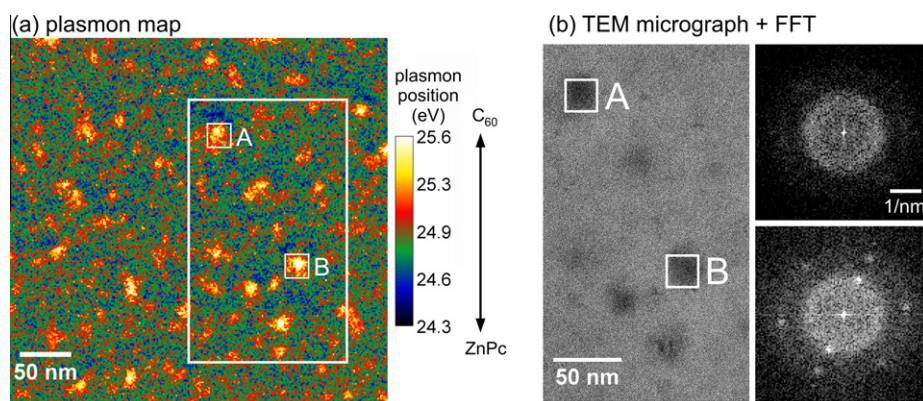 (a) plasmon map
A
B
50 nm
plasmon
position
(eV)
25.6
25.3
24.9
24.6
24.3
C₆₀
ZnPc
(b) TEM micrograph + FFT
A
B
50 nm
1/nm